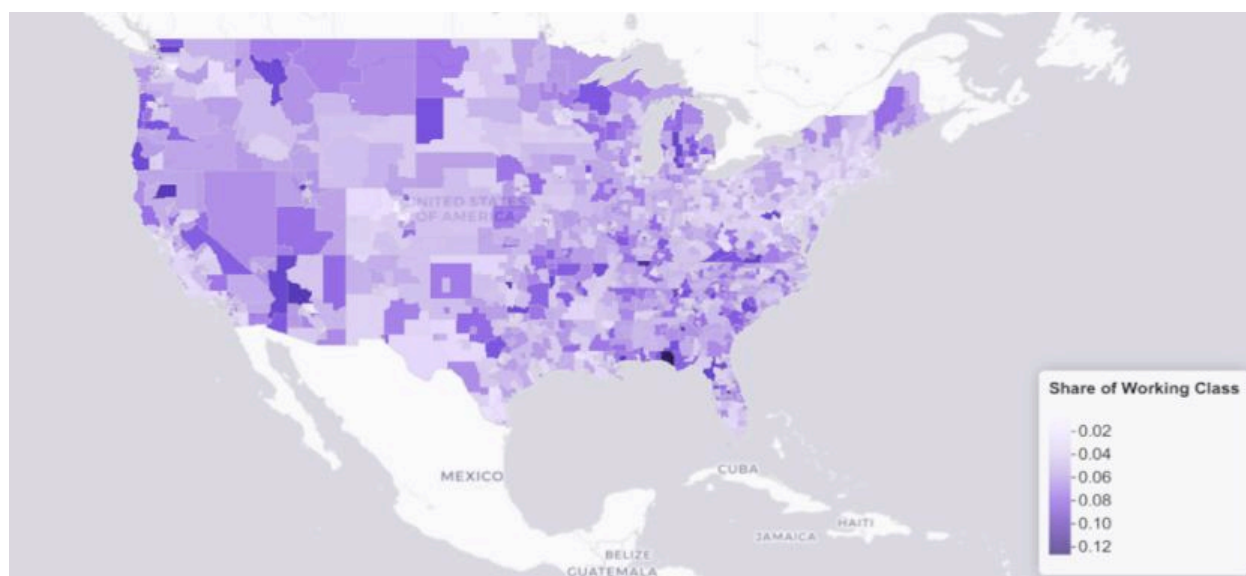 UNITED STATES
OF AMERICA
MEXICO
CUBA
HAITI
JAMAICA
BELIZE
GUATEMALA
Share of Working Class
0.02
0.04
0.06
0.08
0.10
0.12